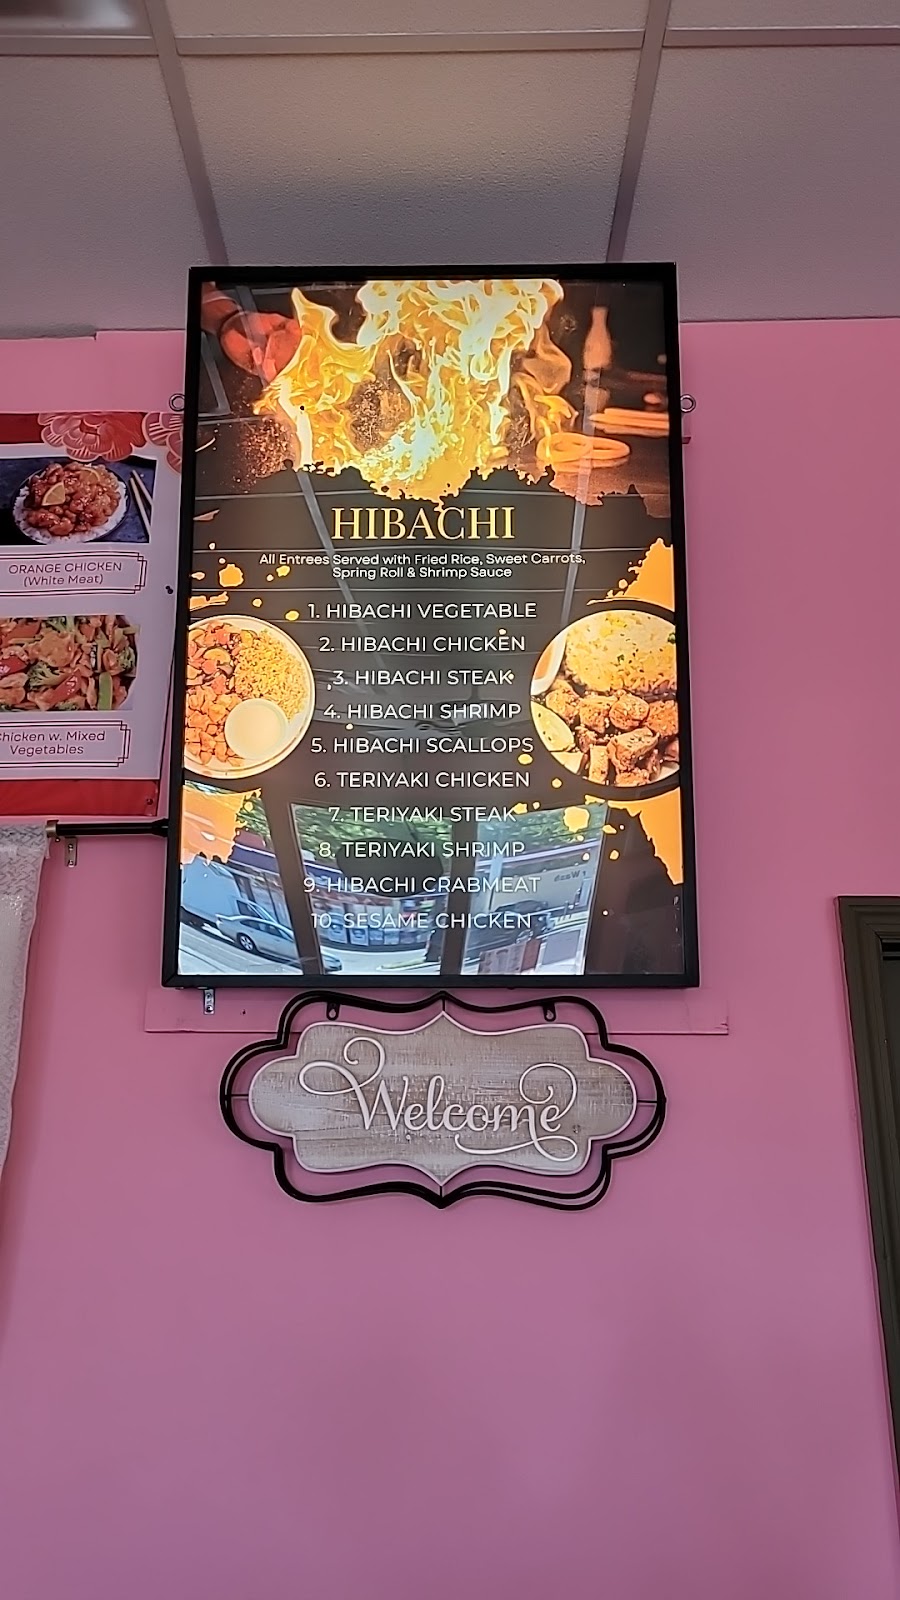 HIBACHI
All Entrees Served with Fried Rice, Sweet Carrots,
Spring Roll & Shrimp Sauce
1. HIBACHI VEGETABLE
2. HIBACHI CHICKEN
3. HIBACHI STEAK
4. HIBACHI SHRIMP
5. HIBACHI SCALLOPS
6. TERIYAKI CHICKEN
7. TERIYAKI STEAK
8. TERIYAKI SHRIMP
9. HIBACHI CRABMEAT
10. SESAME CHICKEN
ORANGE CHICKEN
(White Meat)
Chicken w. Mixed
Vegetables
Welcome